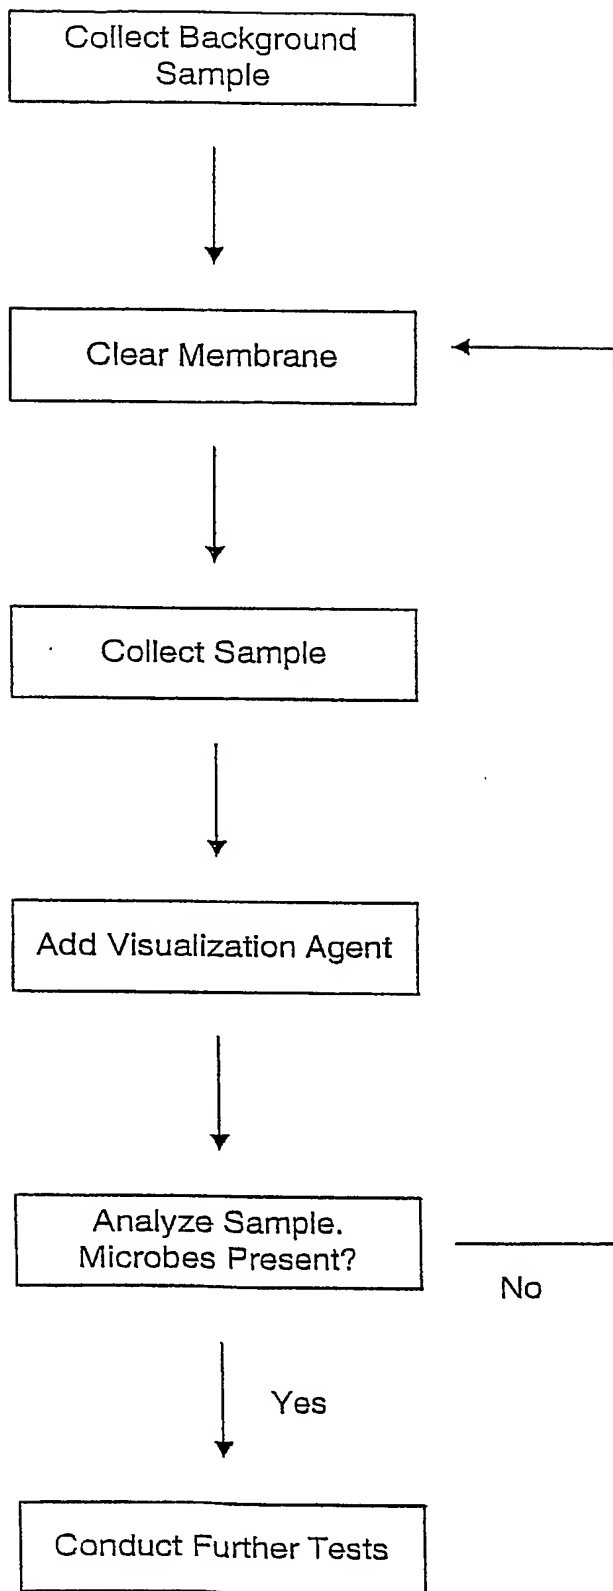 Collect Background
Sample
Clear Membrane
Collect Sample
Add Visualization Agent
Analyze Sample.
Microbes Present?
No
Yes
Conduct Further Tests